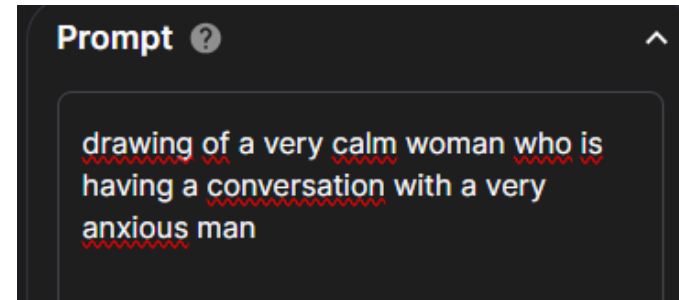 Prompt ?
drawing of a very calm woman who is
having a conversation with a very
anxious man